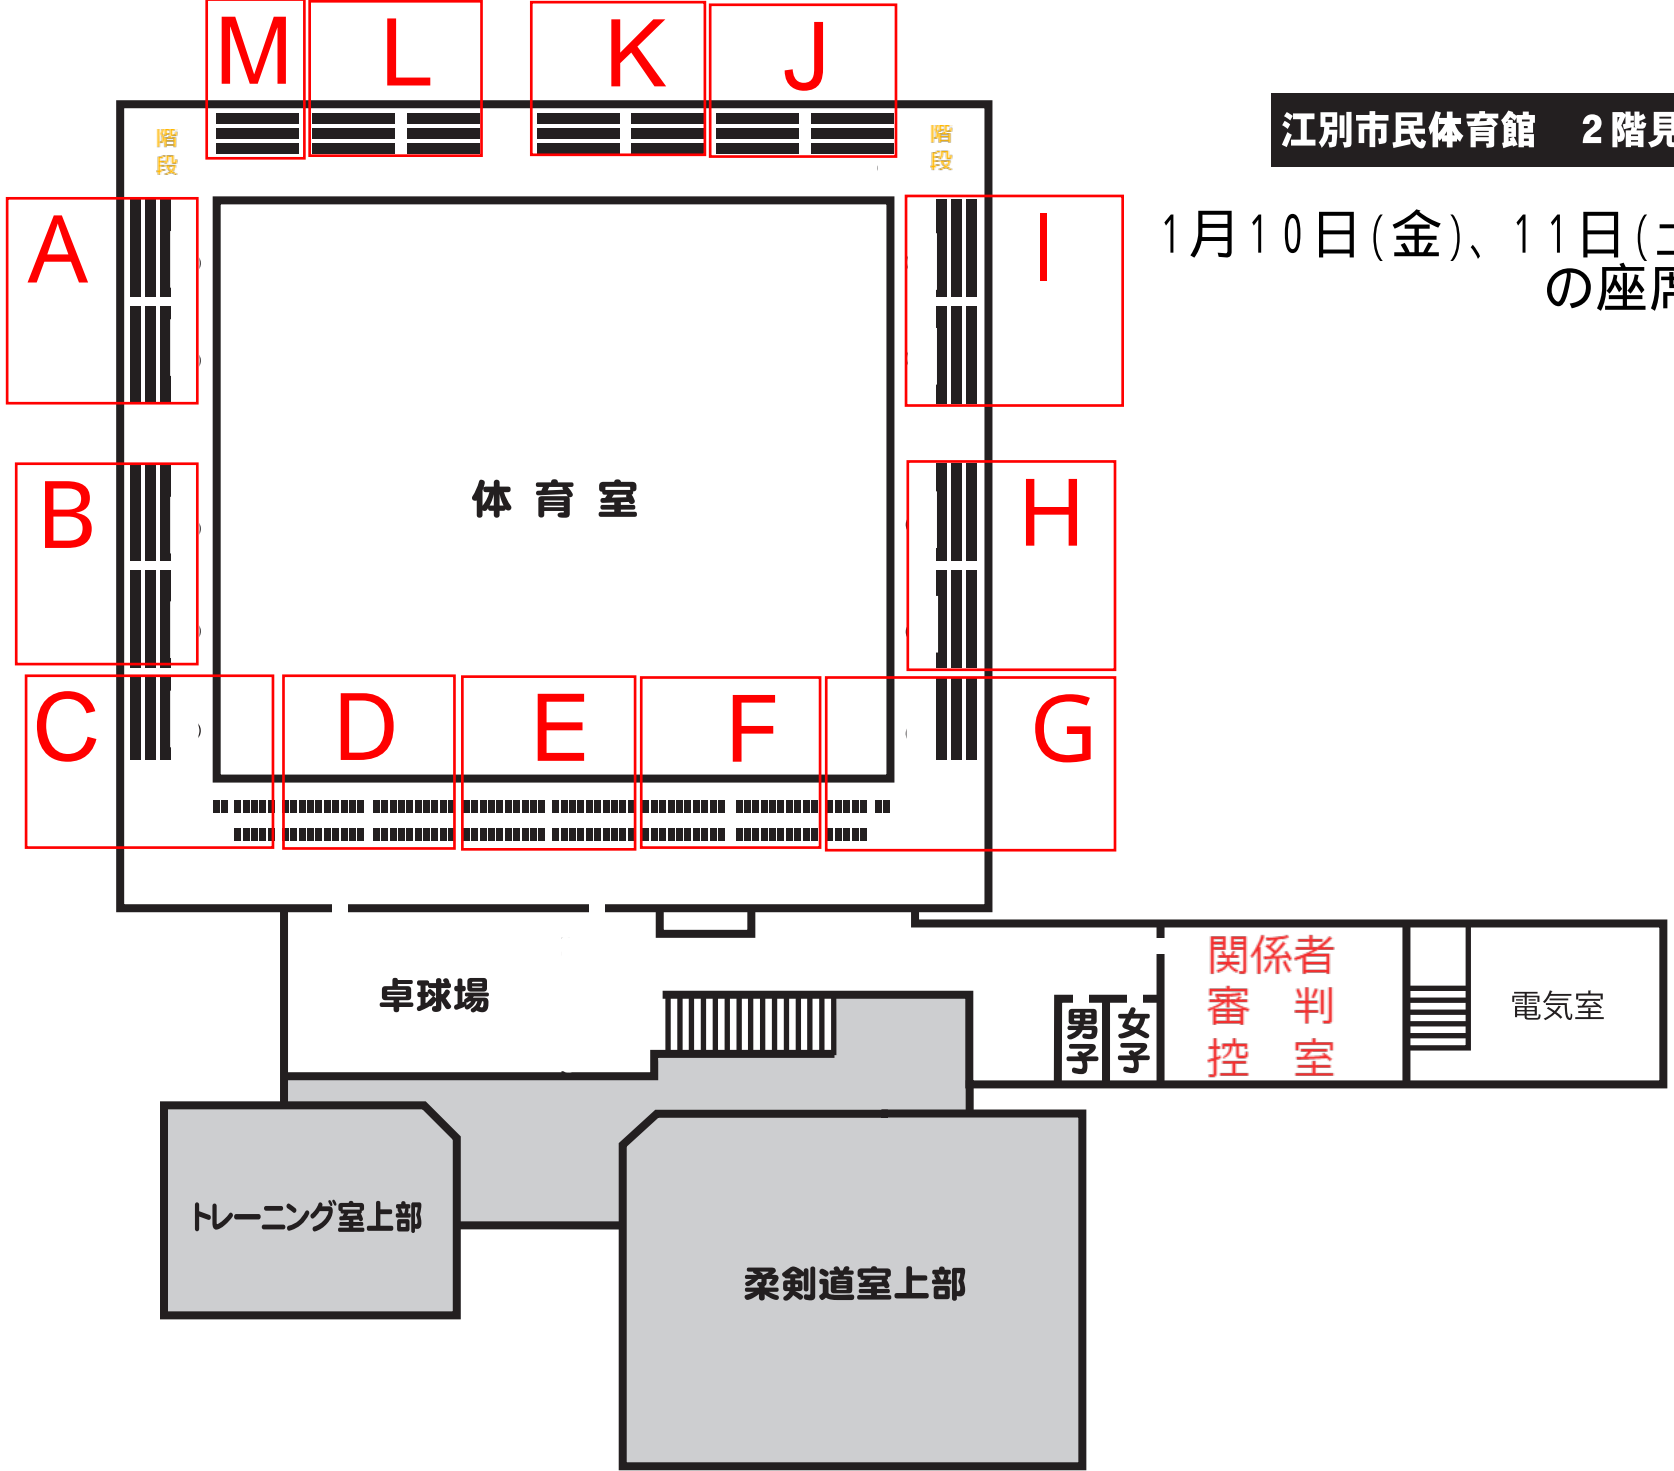 M L K J
江別市民体育館　２階見
階段 階段
１月１０日(金)、１１日(土
の座席
A I
体育室
B H
C D E F G
卓球場
男子 女子
関係者
審判
控室
電気室
トレーニング室上部
柔剣道室上部